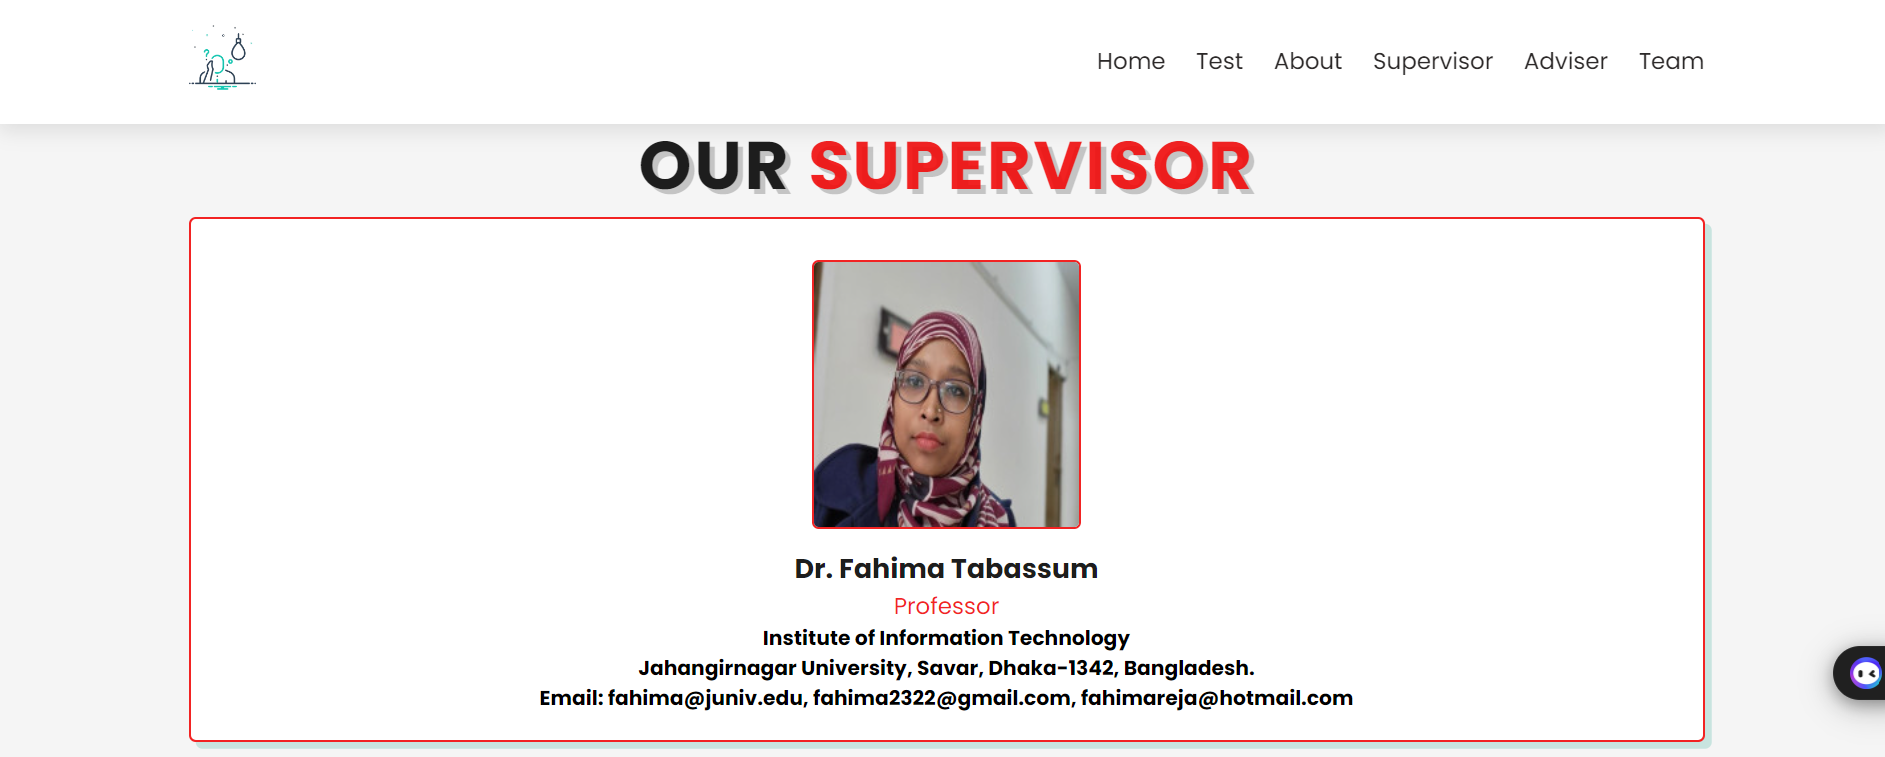 Home Test About Supervisor Adviser Team
OUR SUPERVISOR
Dr. Fahima Tabassum
Professor
Institute of Information Technology
Jahangirnagar University, Savar, Dhaka-1342, Bangladesh.
Email: fahima@juniv.edu, fahima2322@gmail.com, fahimareja@hotmail.com